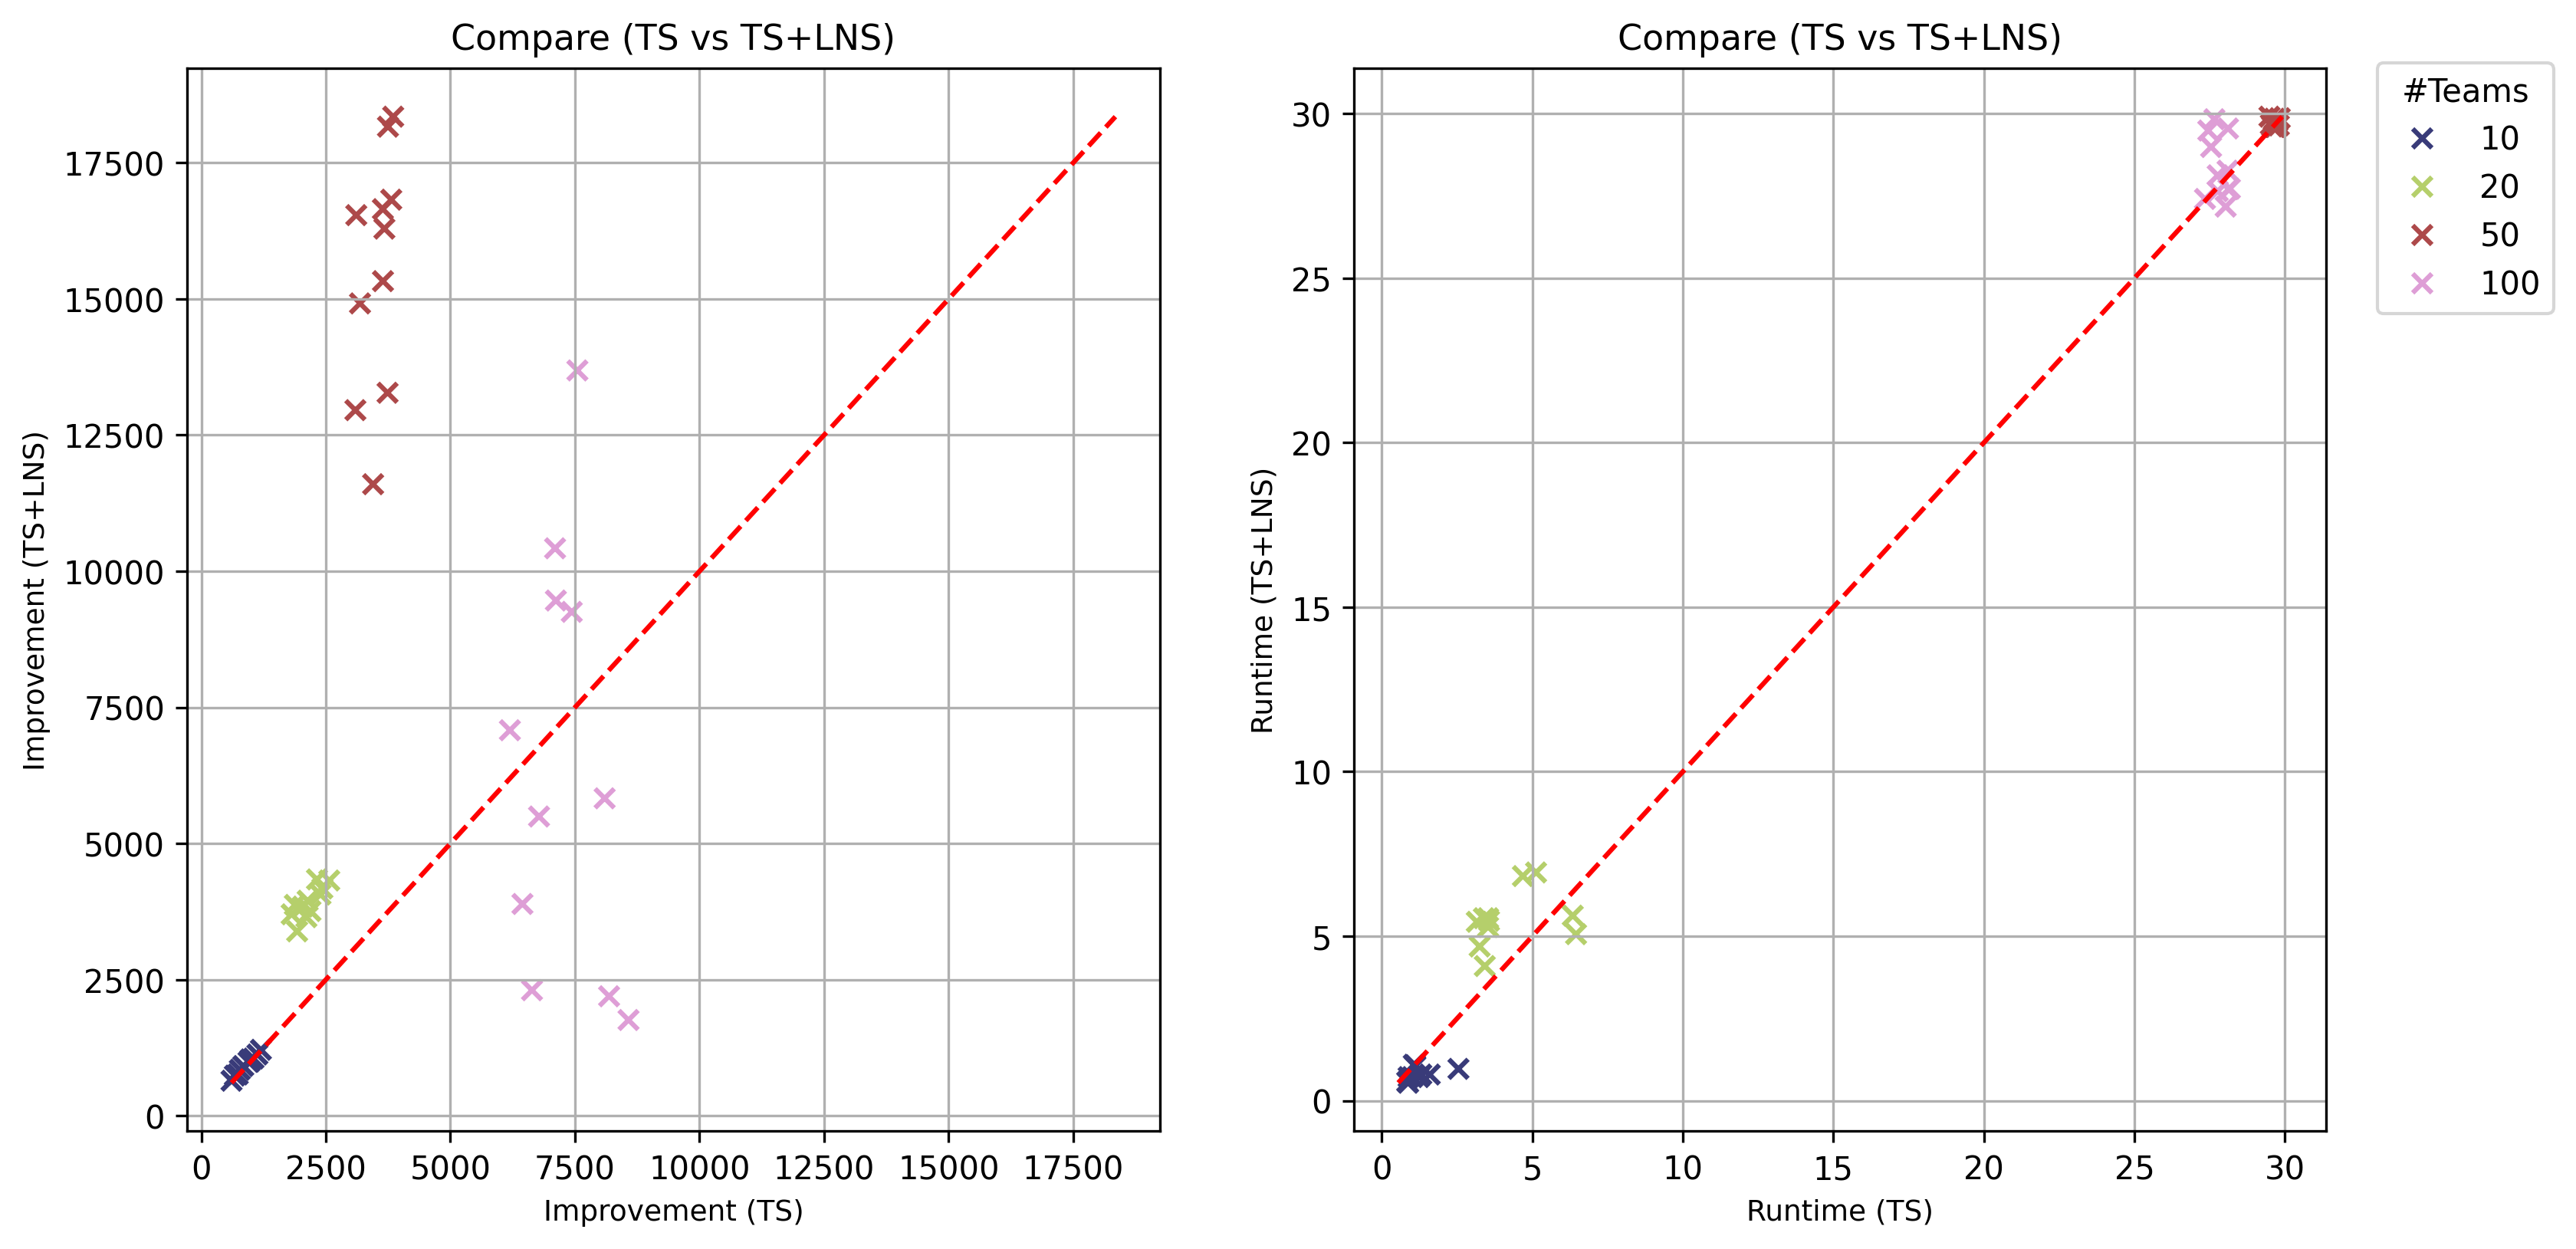 Compare (TS vs TS+LNS)
17500
15000
12500
10000
7500
5000
2500
0
Improvement (TS+LNS)
0 2500 5000 7500 10000 12500 15000 17500
Improvement (TS)
Compare (TS vs TS+LNS)
30
25
20
15
10
5
0
Runtime (TS+LNS)
0 5 10 15 20 25 30
Runtime (TS)
#Teams
10
20
50
100